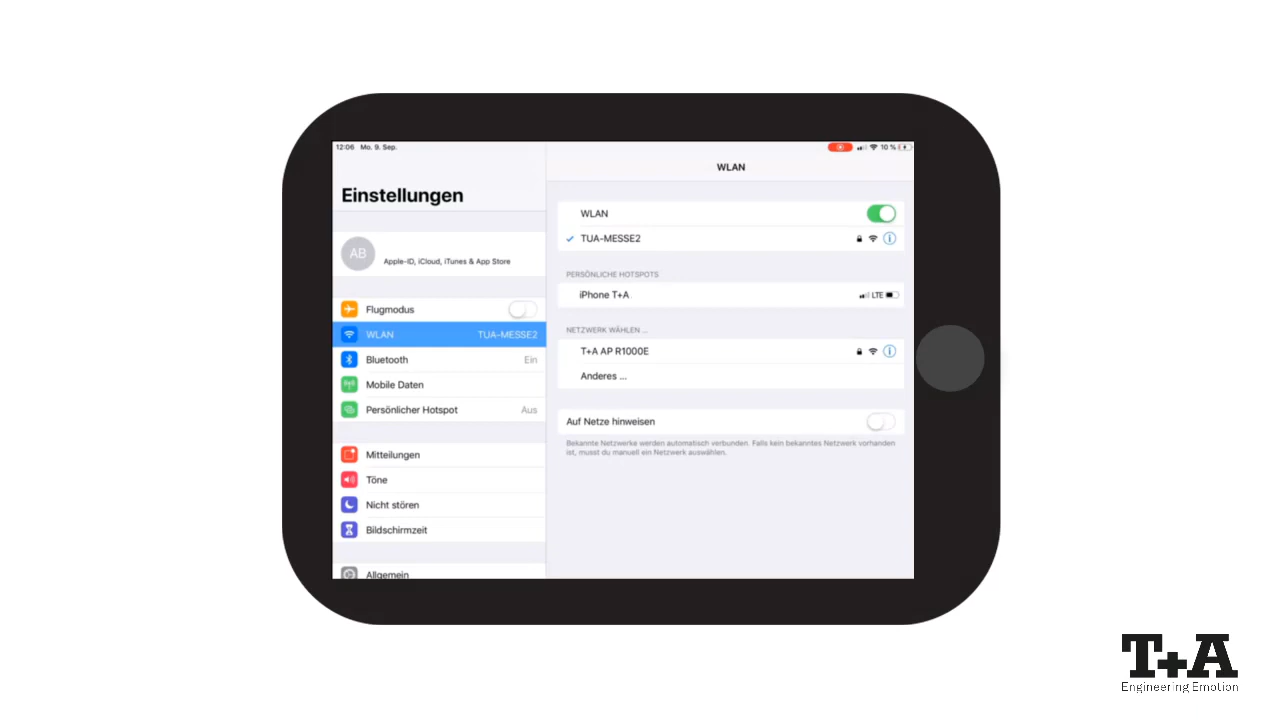 12:06 Mo. 9. Sep.
10 %
Einstellungen
AB
Apple-ID, iCloud, iTunes & App Store
Flugmodus
WLAN TUA-MESSE2
Bluetooth Ein
Mobile Daten
Persönlicher Hotspot Aus
Mitteilungen
Töne
Nicht stören
Bildschirmzeit
Allgemein
WLAN
WLAN
TUA-MESSE2
PERSÖNLICHE HOTSPOTS
iPhone T+A
LTE
NETZWERK WÄHLEN ...
T+A AP R1000E
Anderes ...
Auf Netze hinweisen
Bekannte Netzwerke werden automatisch verbunden. Falls kein bekanntes Netzwerk vorhanden
ist, musst du manuell ein Netzwerk auswählen.
T+A
Engineering Emotion